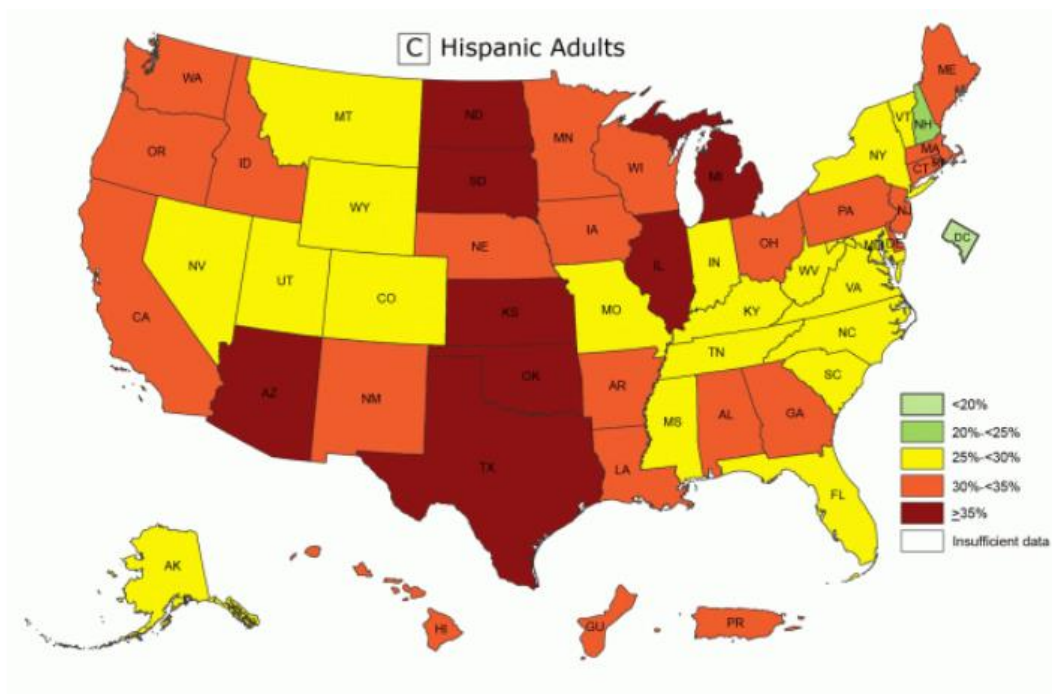 C Hispanic Adults
WA
ME
MT
ND
MN
VT
NH
OR
ID
SD
WI
MI
NY
MA
CT
WY
IA
NE
PA
NJ
OH
DC
NV
UT
CO
IL
IN
MD
DE
WV
VA
CA
KS
MO
KY
NC
TN
AZ
NM
OK
AR
SC
MS
AL
GA
TX
LA
FL
<20%
20%-<25%
25%-<30%
30%-<35%
≥35%
Insufficient data
AK
HI
GU
PR